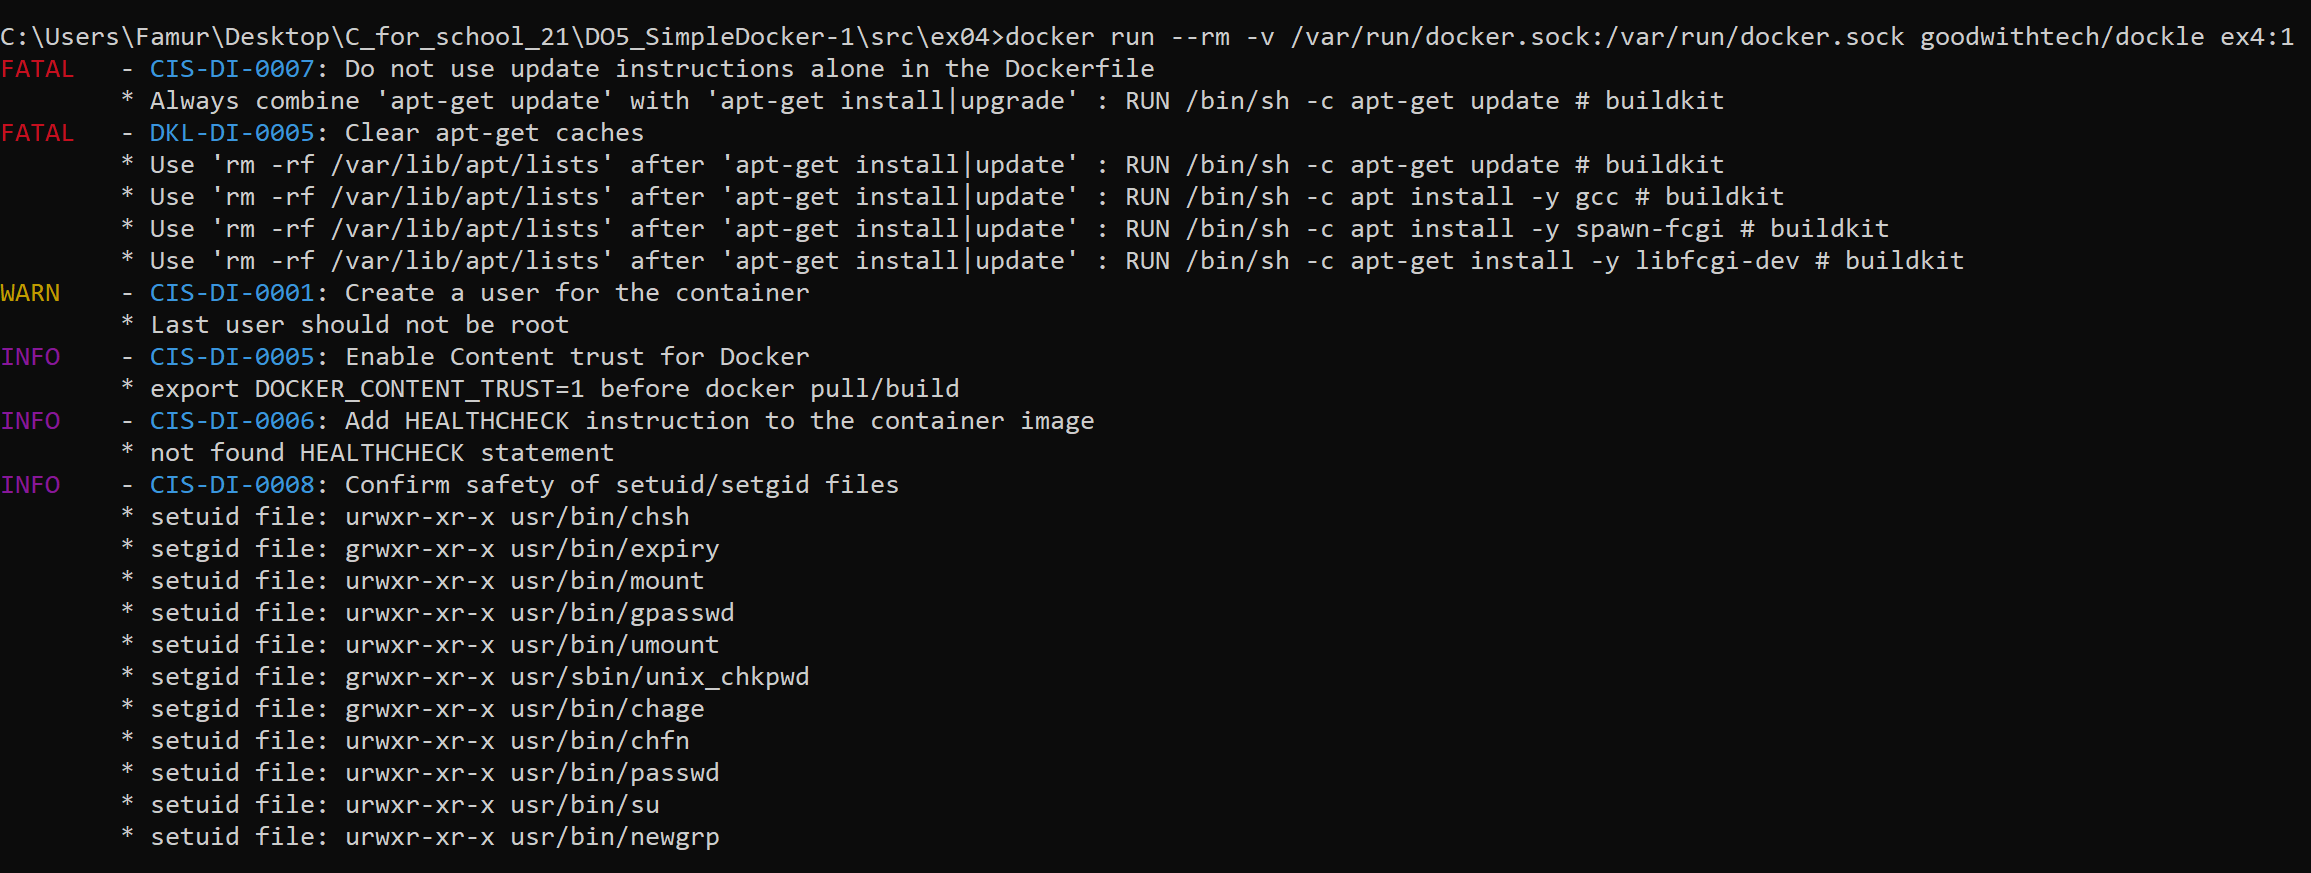 C:\Users\Famur\Desktop\C_for_school_21\DO5_SimpleDocker-1\src\ex04>docker run --rm -v /var/run/docker.sock:/var/run/docker.sock goodwithtech/dockle ex4:1
FATAL - CIS-DI-0007: Do not use update instructions alone in the Dockerfile
* Always combine 'apt-get update' with 'apt-get install|upgrade' : RUN /bin/sh -c apt-get update # buildkit
FATAL - DKL-DI-0005: Clear apt-get caches
* Use 'rm -rf /var/lib/apt/lists' after 'apt-get install|update' : RUN /bin/sh -c apt-get update # buildkit
* Use 'rm -rf /var/lib/apt/lists' after 'apt-get install|update' : RUN /bin/sh -c apt install -y gcc # buildkit
* Use 'rm -rf /var/lib/apt/lists' after 'apt-get install|update' : RUN /bin/sh -c apt install -y spawn-fcgi # buildkit
* Use 'rm -rf /var/lib/apt/lists' after 'apt-get install|update' : RUN /bin/sh -c apt-get install -y libfcgi-dev # buildkit
WARN - CIS-DI-0001: Create a user for the container
* Last user should not be root
INFO - CIS-DI-0005: Enable Content trust for Docker
* export DOCKER_CONTENT_TRUST=1 before docker pull/build
INFO - CIS-DI-0006: Add HEALTHCHECK instruction to the container image
* not found HEALTHCHECK statement
INFO - CIS-DI-0008: Confirm safety of setuid/setgid files
* setuid file: urwxr-xr-x usr/bin/chsh
* setgid file: grwxr-xr-x usr/bin/expiry
* setuid file: urwxr-xr-x usr/bin/mount
* setuid file: urwxr-xr-x usr/bin/gpasswd
* setuid file: urwxr-xr-x usr/bin/umount
* setgid file: grwxr-xr-x usr/sbin/unix_chkpwd
* setgid file: grwxr-xr-x usr/bin/chage
* setuid file: urwxr-xr-x usr/bin/chfn
* setuid file: urwxr-xr-x usr/bin/passwd
* setuid file: urwxr-xr-x usr/bin/su
* setuid file: urwxr-xr-x usr/bin/newgrp